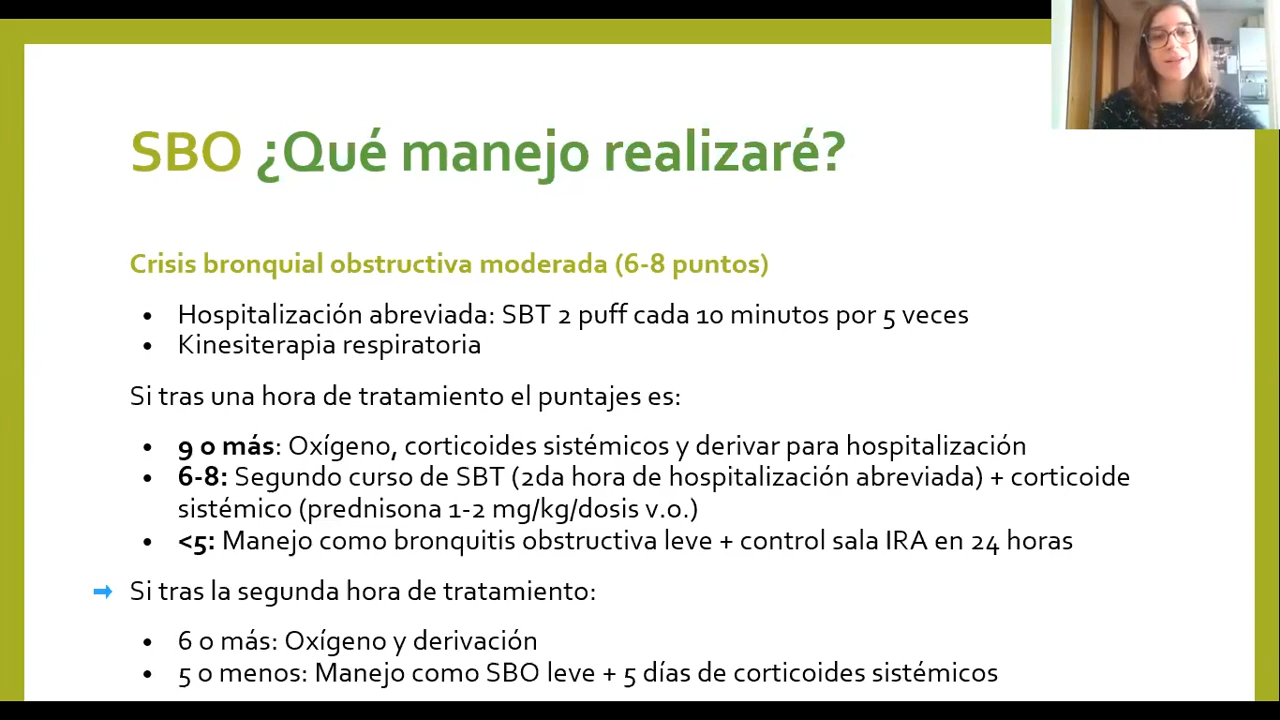 SBO ¿Qué manejo realizaré?
Crisis bronquial obstructiva moderada (6-8 puntos)
• Hospitalización abreviada: SBT 2 puff cada 10 minutos por 5 veces
• Kinesiterapia respiratoria
Si tras una hora de tratamiento el puntajes es:
• 9 o más: Oxígeno, corticoides sistémicos y derivar para hospitalización
• 6-8: Segundo curso de SBT (2da hora de hospitalización abreviada) + corticoide
sistémico (prednisona 1-2 mg/kg/dosis v.o.)
• <5: Manejo como bronquitis obstructiva leve + control sala IRA en 24 horas
Si tras la segunda hora de tratamiento:
• 6 o más: Oxígeno y derivación
• 5 o menos: Manejo como SBO leve + 5 días de corticoides sistémicos